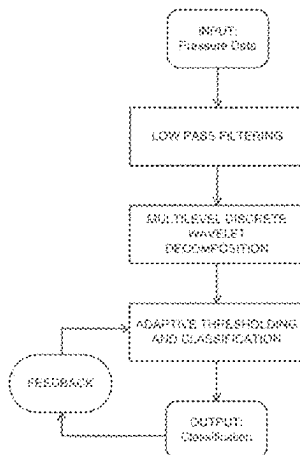 INPUT:
Pressure Data
LOW PASS FILTERING
MULTILEVEL DISCRETE
WAVELET
DECOMPOSITION
ADAPTIVE THRESHOLDING
AND CLASSIFICATION
FEEDBACK
OUTPUT:
Classification